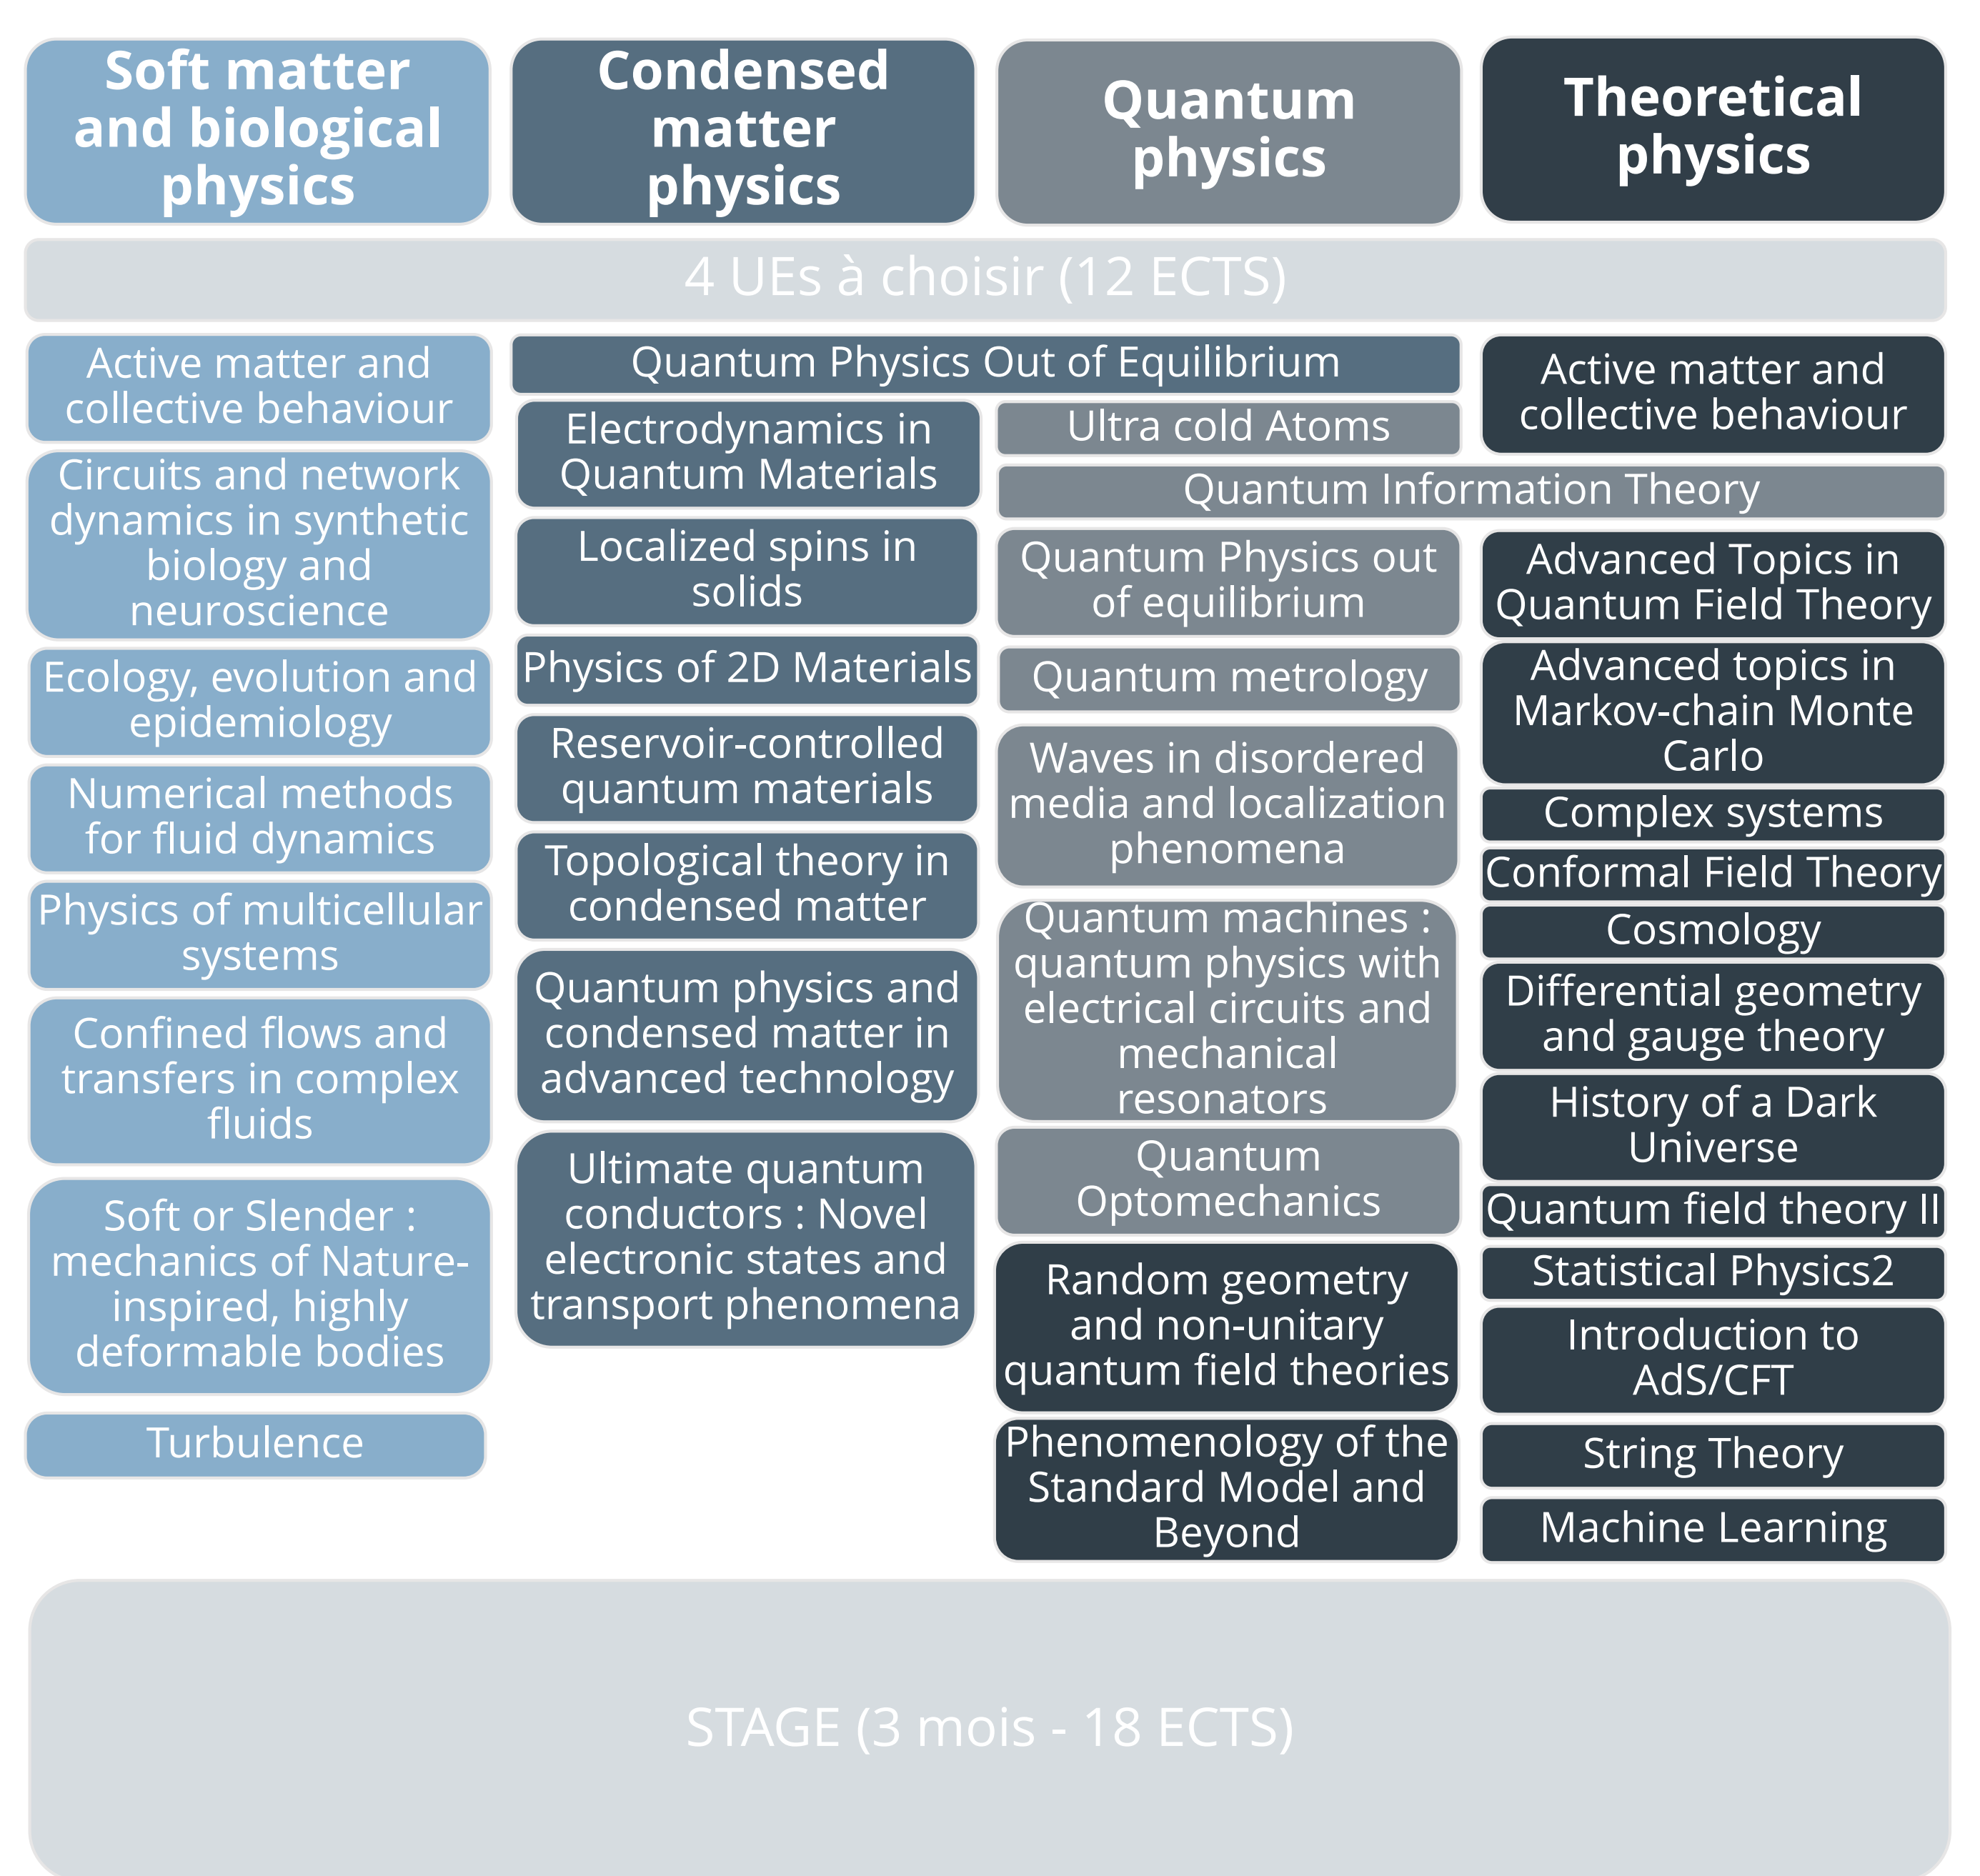 Soft matter
and biological
physics
Condensed
matter
physics
Quantum
physics
Theoretical
physics
4 UEs à choisir (12 ECTS)
Active matter and
collective behaviour
Circuits and network
dynamics in synthetic
biology and
neuroscience
Ecology, evolution and
epidemiology
Numerical methods
for fluid dynamics
Physics of multicellular
systems
Confined flows and
transfers in complex
fluids
Soft or Slender :
mechanics of Nature-
inspired, highly
deformable bodies
Turbulence
Quantum Physics Out of Equilibrium
Electrodynamics in
Quantum Materials
Localized spins in
solids
Physics of 2D Materials
Reservoir-controlled
quantum materials
Topological theory in
condensed matter
Quantum physics and
condensed matter in
advanced technology
Ultimate quantum
conductors : Novel
electronic states and
transport phenomena
Ultra cold Atoms
Quantum Information Theory
Quantum Physics out
of equilibrium
Quantum metrology
Waves in disordered
media and localization
phenomena
Quantum machines :
quantum physics with
electrical circuits and
mechanical
resonators
Quantum
Optomechanics
Random geometry
and non-unitary
quantum field theories
Phenomenology of the
Standard Model and
Beyond
Active matter and
collective behaviour
Advanced Topics in
Quantum Field Theory
Advanced topics in
Markov-chain Monte
Carlo
Complex systems
Conformal Field Theory
Cosmology
Differential geometry
and gauge theory
History of a Dark
Universe
Quantum field theory II
Statistical Physics2
Introduction to
AdS/CFT
String Theory
Machine Learning
STAGE (3 mois - 18 ECTS)